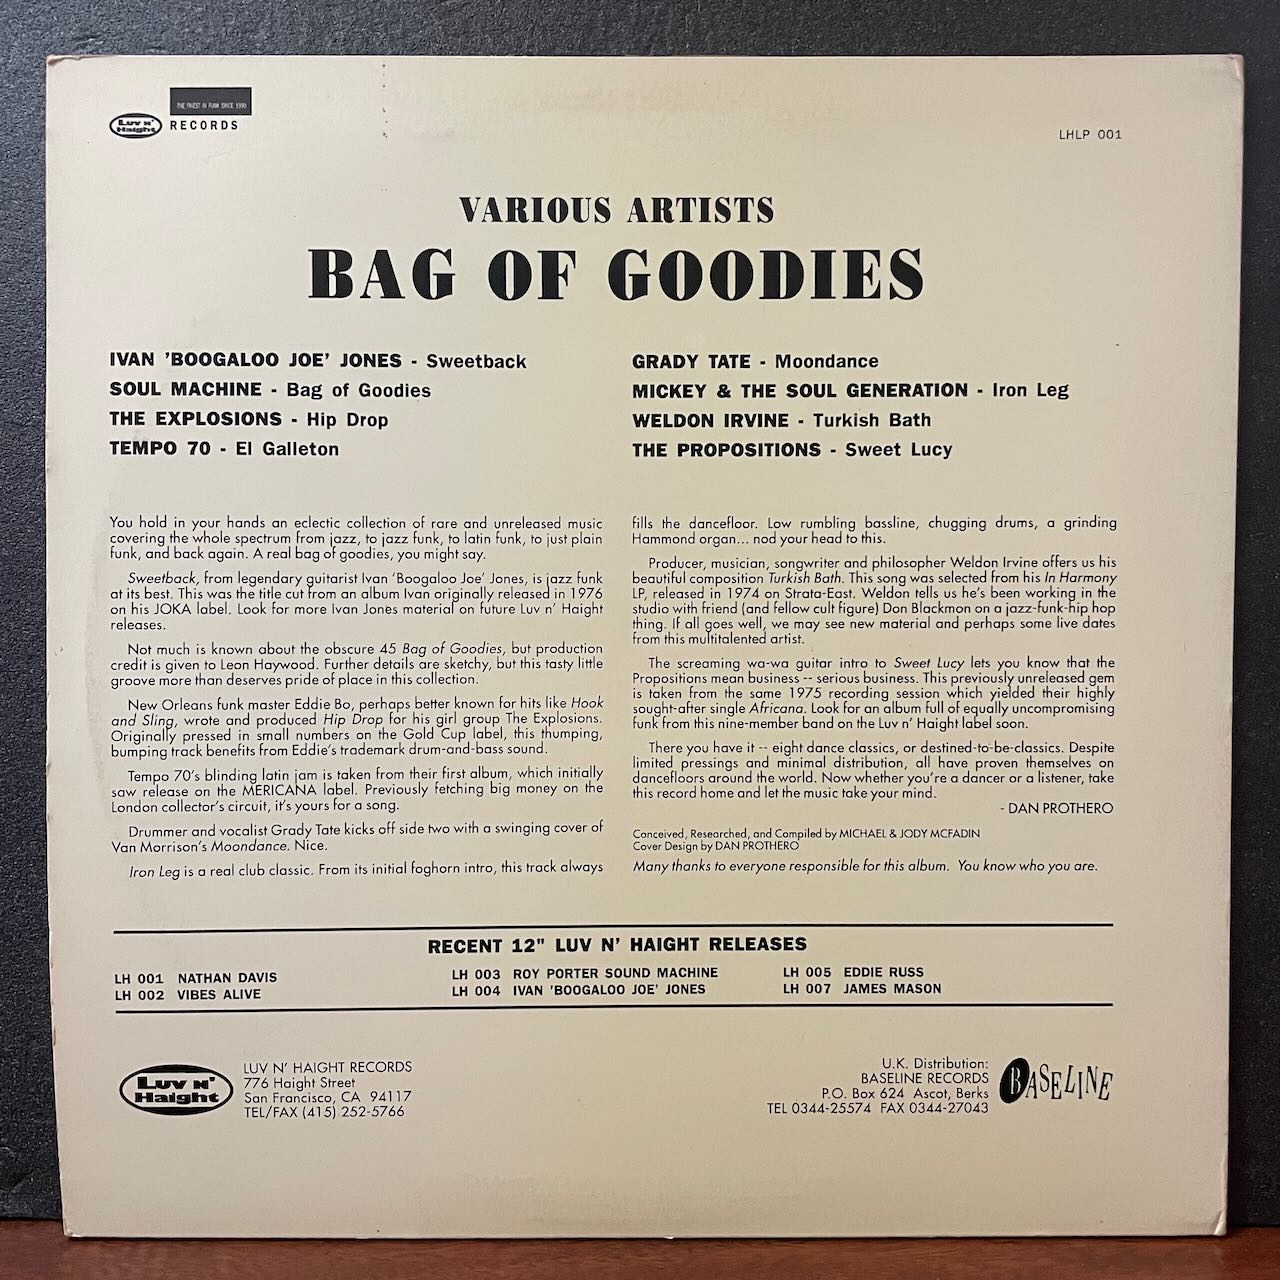 THE FINEST IN FUNK SINCE 1990
Luv N' Haight
RECORDS
LHLP 001
VARIOUS ARTISTS
BAG OF GOODIES
IVAN 'BOOGALOO JOE' JONES - Sweetback
SOUL MACHINE - Bag of Goodies
THE EXPLOSIONS - Hip Drop
TEMPO 70 - El Galleton
GRADY TATE - Moondance
MICKEY & THE SOUL GENERATION - Iron Leg
WELDON IRVINE - Turkish Bath
THE PROPOSITIONS - Sweet Lucy
You hold in your hands an eclectic collection of rare and unreleased music
covering the whole spectrum from jazz, to jazz funk, to latin funk, to just plain
funk, and back again. A real bag of goodies, you might say.
Sweetback, from legendary guitarist Ivan 'Boogaloo Joe' Jones, is jazz funk
at its best. This was the title cut from an album Ivan originally released in 1976
on his JOKA label. Look for more Ivan Jones material on future Luv n' Haight
releases.
Not much is known about the obscure 45 Bag of Goodies, but production
credit is given to Leon Haywood. Further details are sketchy, but this tasty little
groove more than deserves pride of place in this collection.
New Orleans funk master Eddie Bo, perhaps better known for hits like Hook
and Sling, wrote and produced Hip Drop for his girl group The Explosions.
Originally pressed in small numbers on the Gold Cup label, this thumping,
bumping track benefits from Eddie's trademark drum-and-bass sound.
Tempo 70's blinding latin jam is taken from their first album, which initially
saw release on the MERICANA label. Previously fetching big money on the
London collector's circuit, it's yours for a song.
Drummer and vocalist Grady Tate kicks off side two with a swinging cover of
Van Morrison's Moondance. Nice.
Iron Leg is a real club classic. From its initial foghorn intro, this track always
fills the dancefloor. Low rumbling bassline, chugging drums, a grinding
Hammond organ... nod your head to this.
Producer, musician, songwriter and philosopher Weldon Irvine offers us his
beautiful composition Turkish Bath. This song was selected from his In Harmony
LP, released in 1974 on Strata-East. Weldon tells us he's been working in the
studio with friend (and fellow cult figure) Don Blackmon on a jazz-funk-hip hop
thing. If all goes well, we may see new material and perhaps some live dates
from this multitalented artist.
The screaming wa-wa guitar intro to Sweet Lucy lets you know that the
Propositions mean business -- serious business. This previously unreleased gem
is taken from the same 1975 recording session which yielded their highly
sought-after single Africana. Look for an album full of equally uncompromising
funk from this nine-member band on the Luv n' Haight label soon.
There you have it -- eight dance classics, or destined-to-be-classics. Despite
limited pressings and minimal distribution, all have proven themselves on
dancefloors around the world. Now whether you're a dancer or a listener, take
this record home and let the music take your mind.
- DAN PROTHERO
Conceived, Researched, and Compiled by MICHAEL & JODY MCFADIN
Cover Design by DAN PROTHERO
Many thanks to everyone responsible for this album. You know who you are.
RECENT 12" LUV N' HAIGHT RELEASES
LH 001 NATHAN DAVIS
LH 002 VIBES ALIVE
LH 003 ROY PORTER SOUND MACHINE
LH 004 IVAN 'BOOGALOO JOE' JONES
LH 005 EDDIE RUSS
LH 007 JAMES MASON
Luv N' Haight
LUV N' HAIGHT RECORDS
776 Haight Street
San Francisco, CA 94117
TEL/FAX (415) 252-5766
U.K. Distribution:
BASELINE RECORDS
P.O. Box 624 Ascot, Berks
TEL 0344-25574 FAX 0344-27043
BASELINE